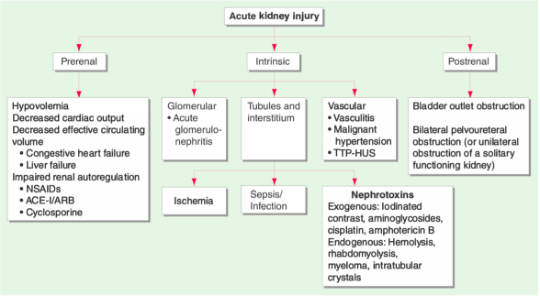 Acute kidney injury
Prerenal
Intrinsic
Postrenal
Hypovolemia
Decreased cardiac output
Decreased effective circulating
volume
• Congestive heart failure
• Liver failure
Impaired renal autoregulation
• NSAIDs
• ACE-I/ARB
• Cyclosporine
Glomerular
• Acute
glomerulo-
nephritis
Tubules and
interstitium
Vascular
• Vasculitis
• Malignant
hypertension
• TTP-HUS
Bladder outlet obstruction
Bilateral pelvoureteral
obstruction (or unilateral
obstruction of a solitary
functioning kidney)
Ischemia
Sepsis/
Infection
Nephrotoxins
Exogenous: Iodinated
contrast, aminoglycosides,
cisplatin, amphotericin B
Endogenous: Hemolysis,
rhabdomyolysis,
myeloma, intratubular
crystals